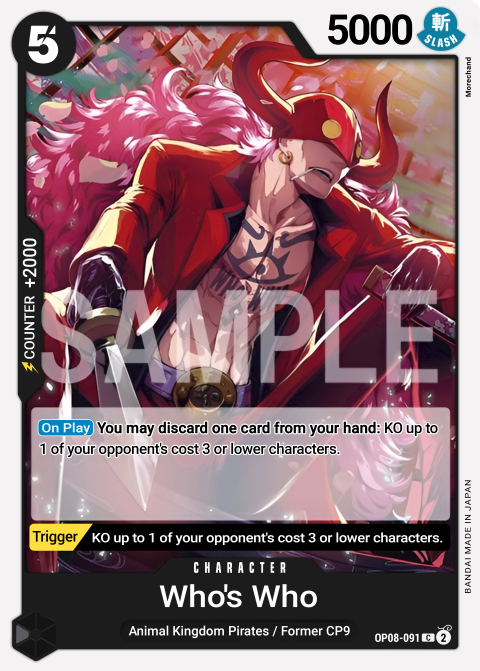 5
5000
斬
SLASH
Morechand
COUNTER +2000
SAMPLE
On Play You may discard one card from your hand: KO up to
1 of your opponent's cost 3 or lower characters.
Trigger KO up to 1 of your opponent's cost 3 or lower characters.
CHARACTER
Who's Who
Animal Kingdom Pirates / Former CP9
OP08-091 C 2
BANDAI MADE IN JAPAN